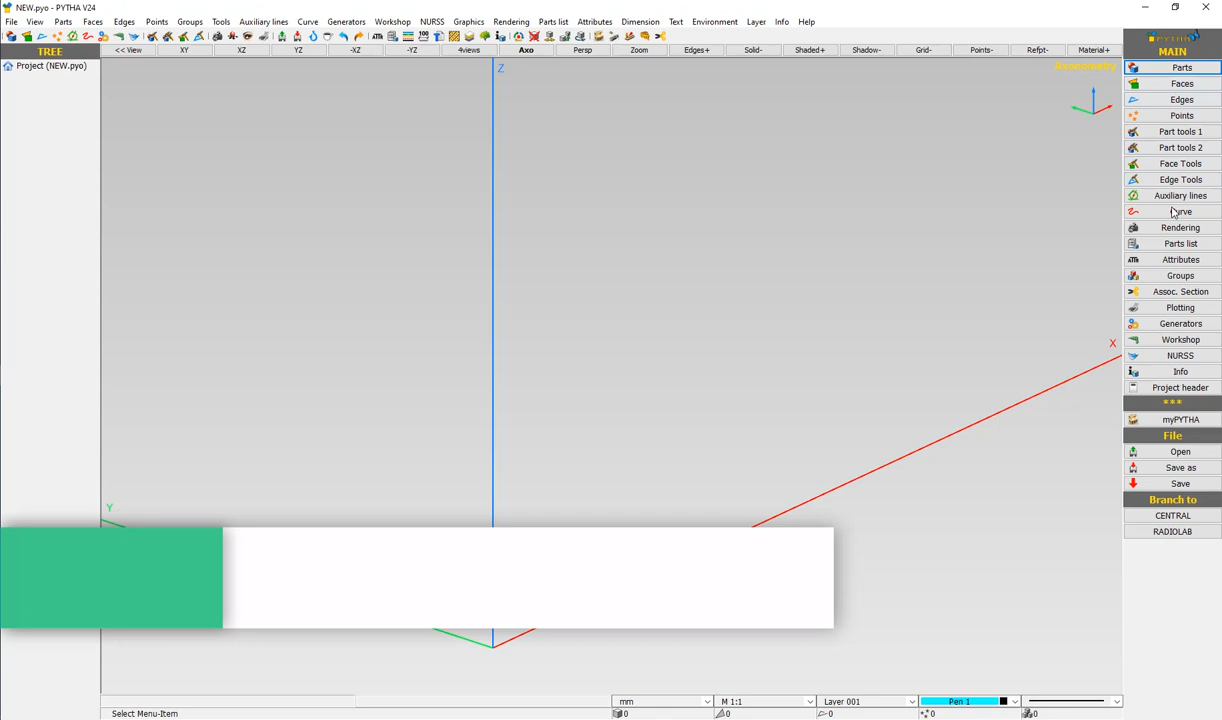 NEW.pyo - PYTHA V24
File View Parts Faces Edges Points Groups Tools Auxiliary lines Curve Generators Workshop NURSS Graphics Rendering Parts list Attributes Dimension Text Environment Layer Info Help
TREE
<< View XY XZ YZ -XZ -YZ 4views Axo Persp Zoom Edges+ Solid- Shaded+ Shadow- Grid- Points- Refpt- Material+
Project (NEW.pyo)
Axonometry
Z
X
Y
PYTHA
MAIN
Parts
Faces
Edges
Points
Part tools 1
Part tools 2
Face Tools
Edge Tools
Auxiliary lines
Curve
Rendering
Parts list
Attributes
Groups
Assoc. Section
Plotting
Generators
Workshop
NURSS
Info
Project header
***
myPYTHA
File
Open
Save as
Save
Branch to
CENTRAL
RADIOLAB
mm M 1:1 Layer 001 Pen 1
Select Menu-Item 0 0 0 0 0